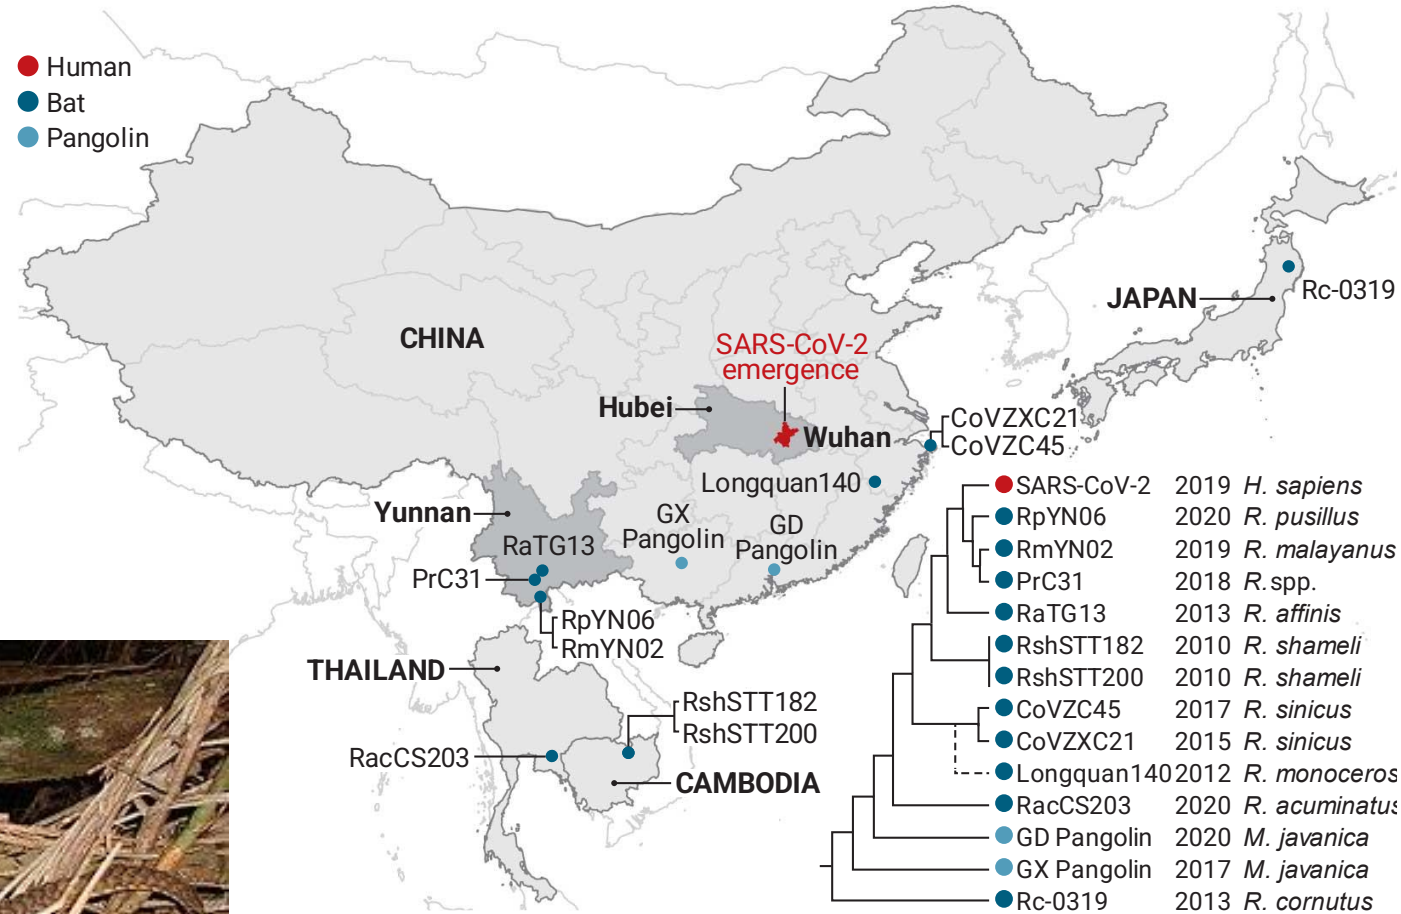 Human
Bat
Pangolin
JAPAN
Rc-0319
CHINA
SARS-CoV-2
emergence
Hubei
Wuhan
CoVZXC21
CoVZC45
Longquan140
Yunnan
GX
Pangolin
GD
Pangolin
RaTG13
PrC31
RpYN06
RmYN02
THAILAND
RshSTT182
RshSTT200
RacCS203
CAMBODIA
SARS-CoV-2 2019 H. sapiens
RpYN06 2020 R. pusillus
RmYN02 2019 R. malayanus
PrC31 2018 R. spp.
RaTG13 2013 R. affinis
RshSTT182 2010 R. shameli
RshSTT200 2010 R. shameli
CoVZC45 2017 R. sinicus
CoVZXC21 2015 R. sinicus
Longquan140 2012 R. monoceros
RacCS203 2020 R. acuminatus
GD Pangolin 2020 M. javanica
GX Pangolin 2017 M. javanica
Rc-0319 2013 R. cornutus